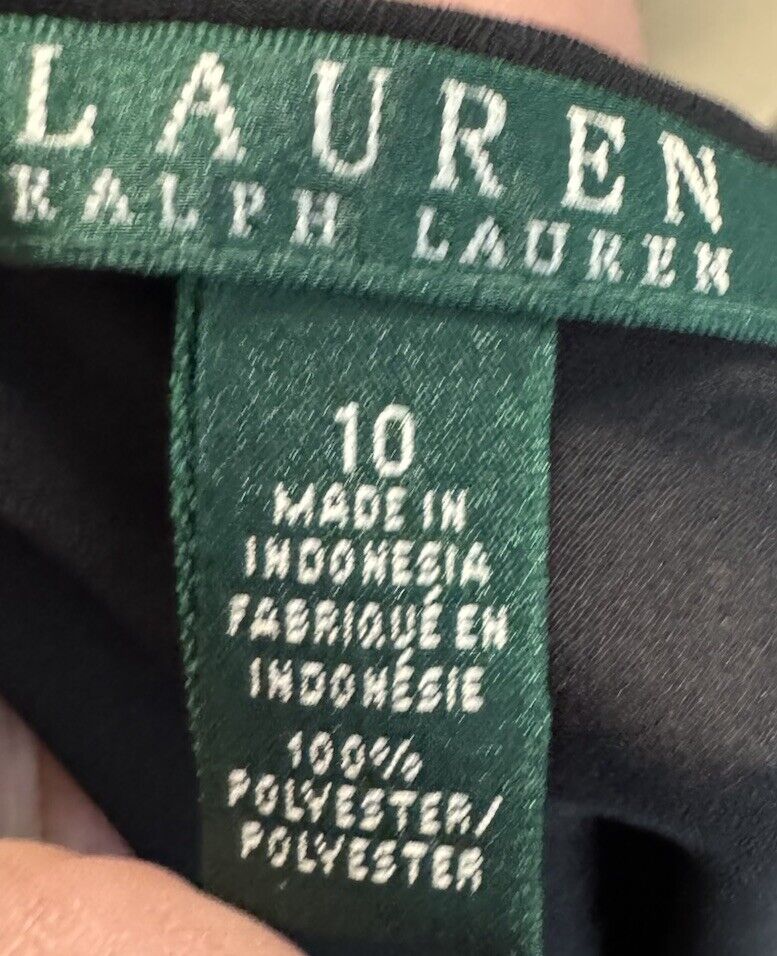 LAUREN
RALPH LAUREN
10
MADE IN
INDONESIA
FABRIQUÉ EN
INDONÉSIE
100%
POLYESTER/
POLYESTER